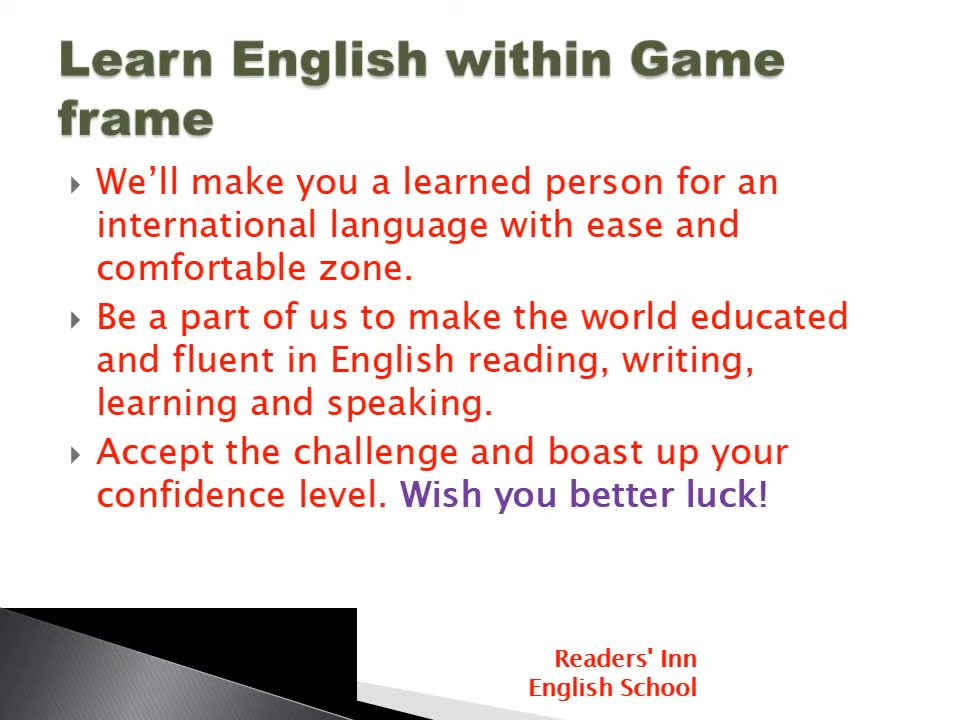 Learn English within Game
frame
We’ll make you a learned person for an
international language with ease and
comfortable zone.
Be a part of us to make the world educated
and fluent in English reading, writing,
learning and speaking.
Accept the challenge and boast up your
confidence level. Wish you better luck!
Readers' Inn
English School